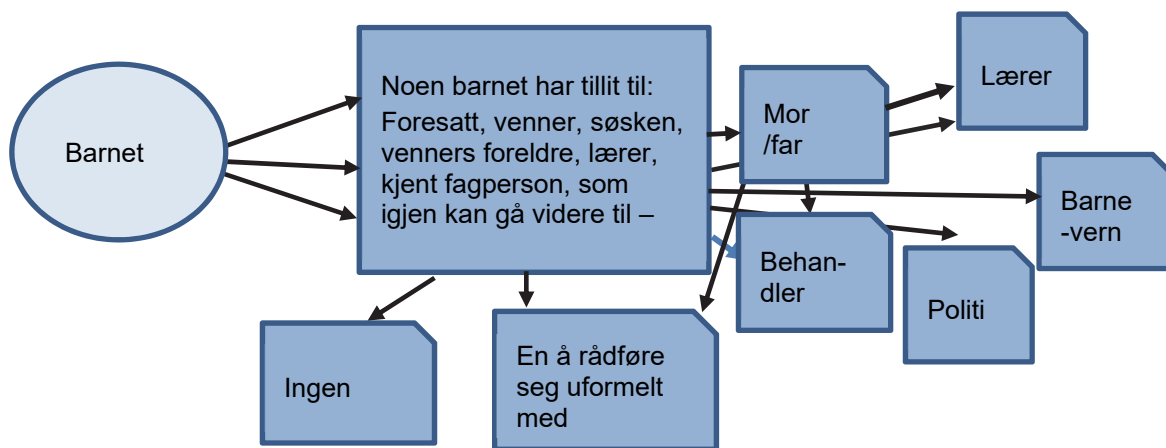 Barnet
Noen barnet har tillit til:
Foresatt, venner, søsken,
venners foreldre, lærer,
kjent fagperson, som
igjen kan gå videre til –
Mor
/far
Lærer
Barne
-vern
Behan-
dler
Politi
Ingen
En å rådføre
seg uformelt
med